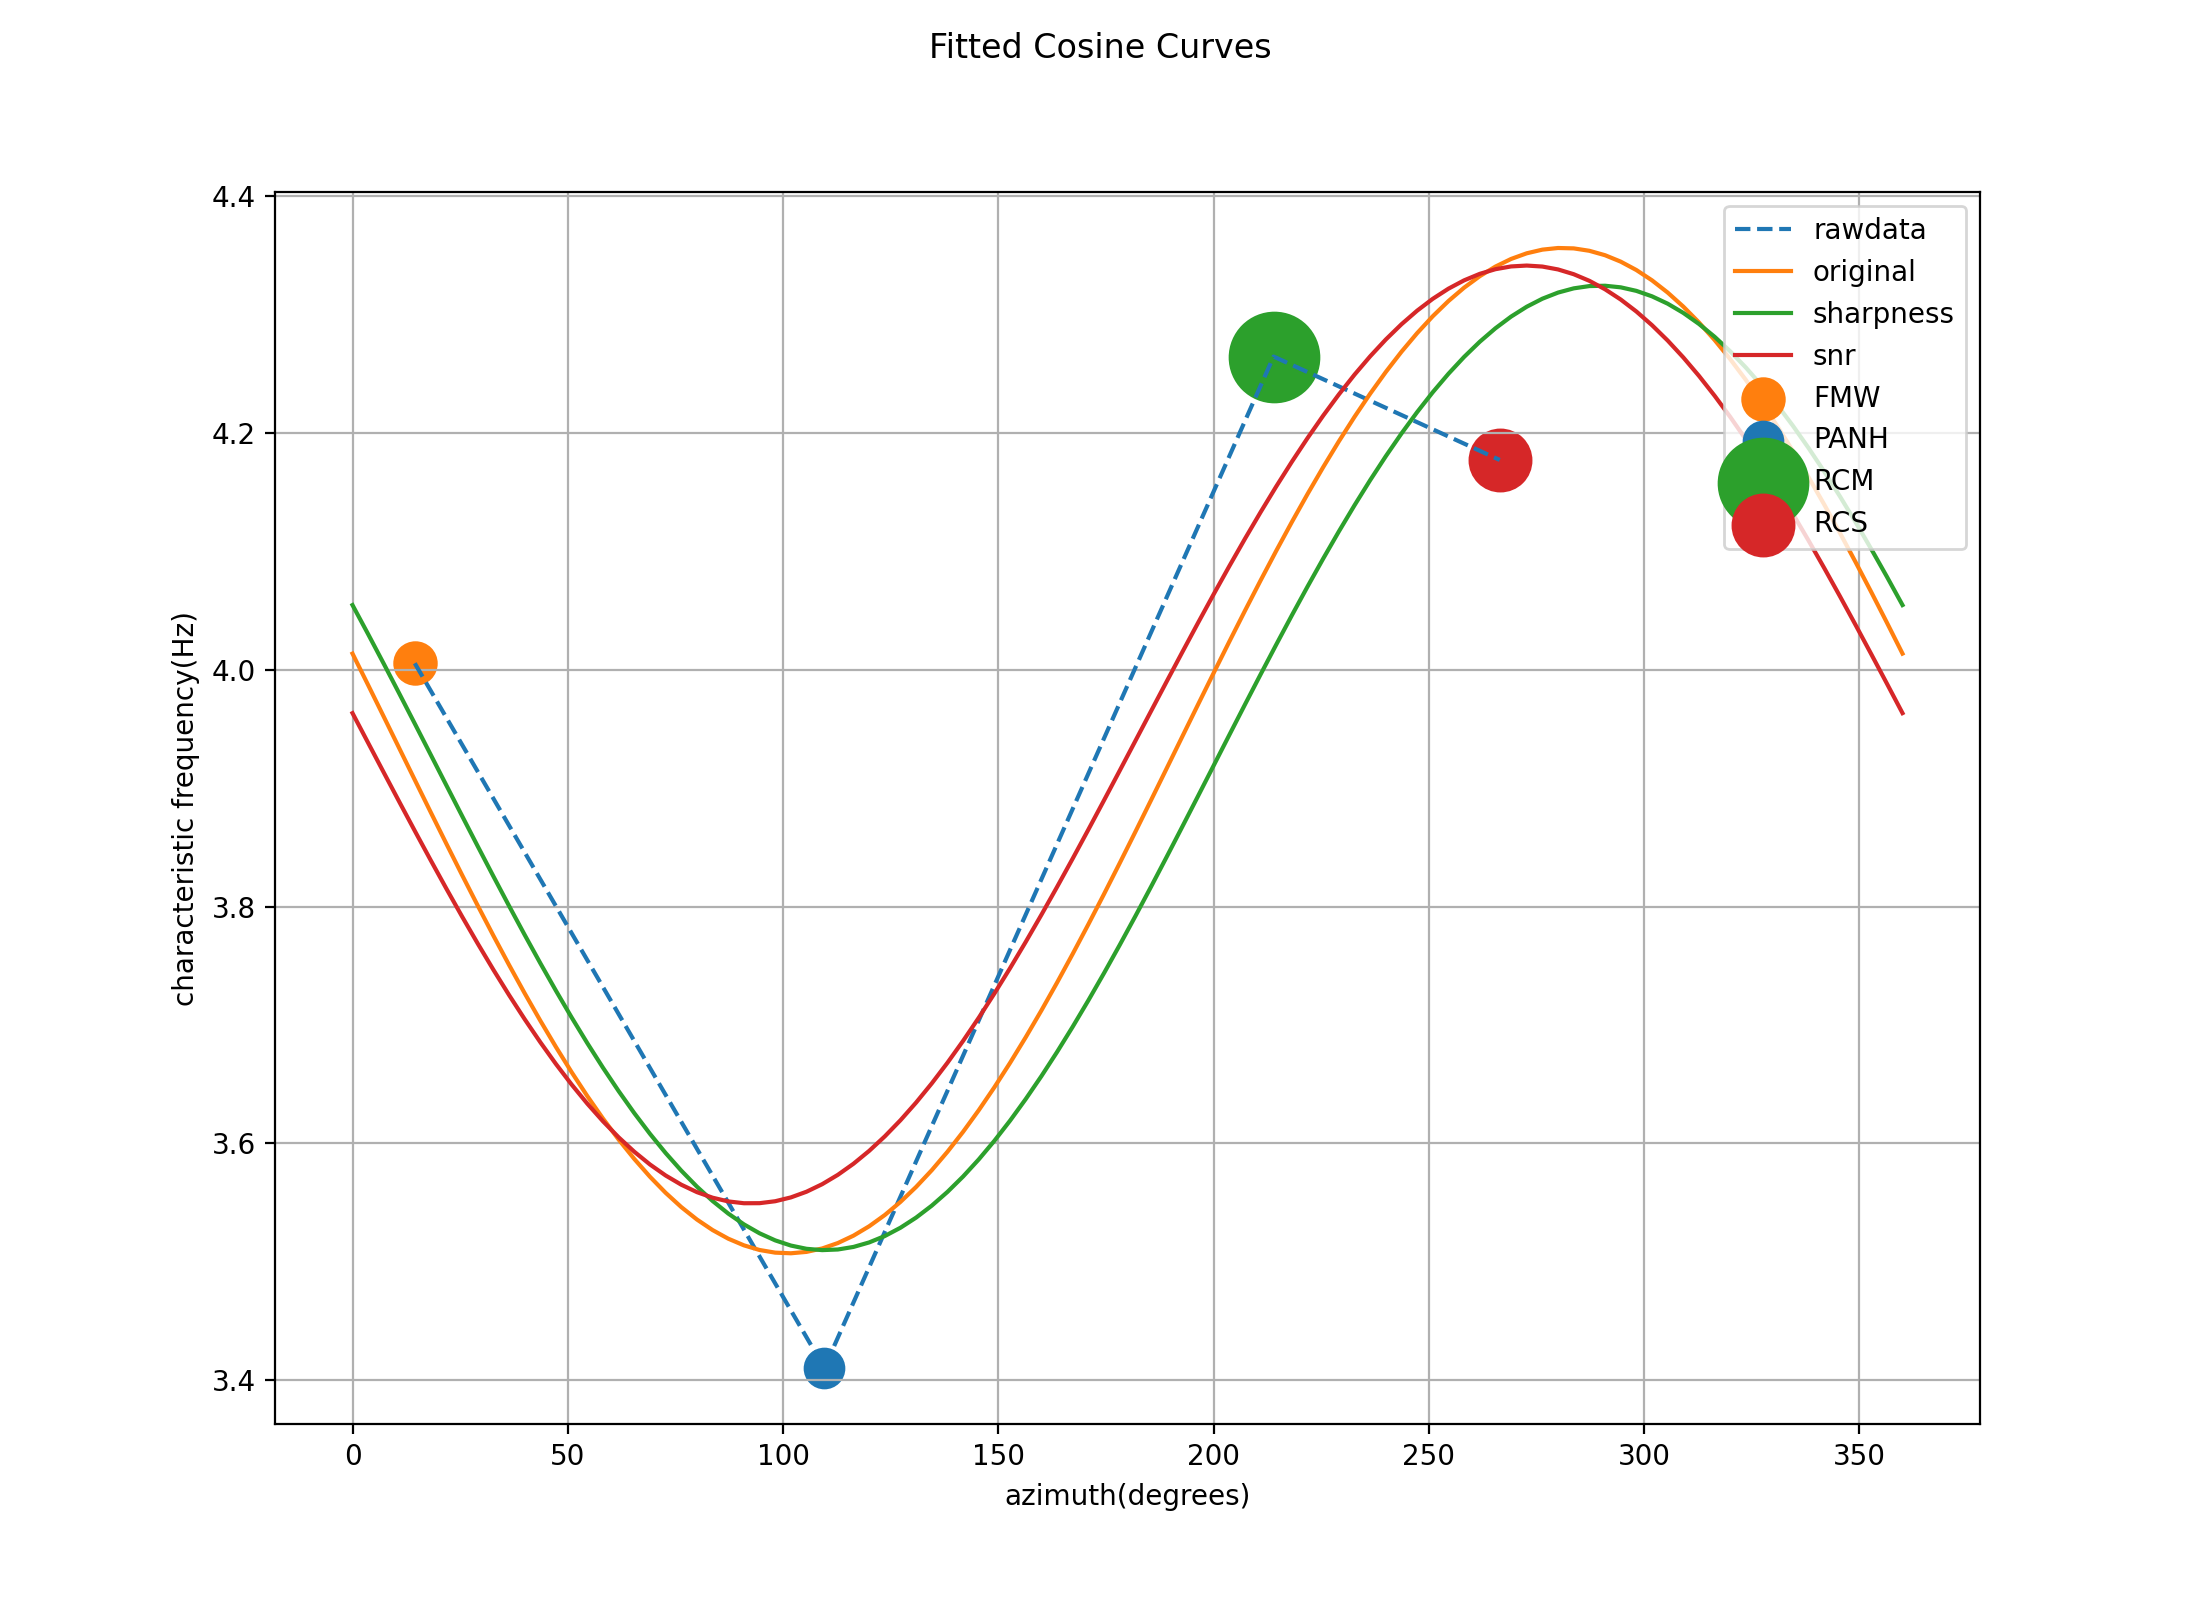 Fitted Cosine Curves
4.4
4.2
4.0
3.8
3.6
3.4
characteristic frequency(Hz)
0 50 100 150 200 250 300 350
azimuth(degrees)
rawdata
original
sharpness
snr
FMW
PANH
RCM
RCS